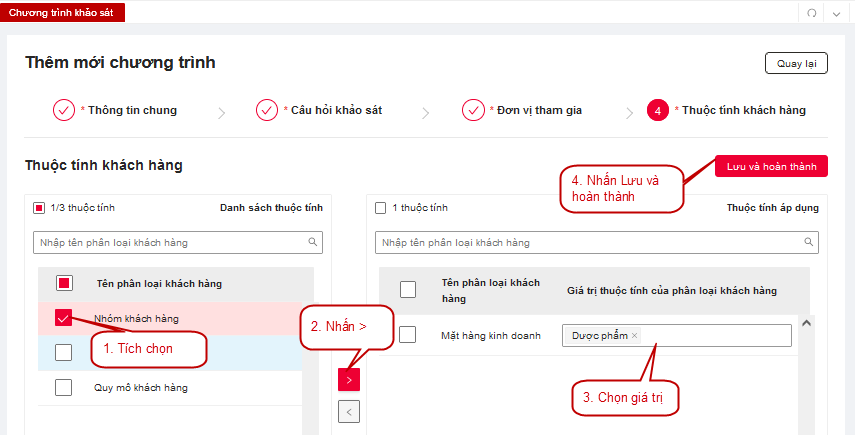 Chương trình khảo sát
Thêm mới chương trình
Quay lại
* Thông tin chung
* Câu hỏi khảo sát
* Đơn vị tham gia
4
* Thuộc tính khách hàng
Thuộc tính khách hàng
Lưu và hoàn thành
4. Nhấn Lưu và
hoàn thành
1/3 thuộc tính
Danh sách thuộc tính
1 thuộc tính
Thuộc tính áp dụng
Nhập tên phân loại khách hàng
Nhập tên phân loại khách hàng
Tên phân loại khách hàng
Tên phân loại khách
hàng
Giá trị thuộc tính của phân loại khách hàng
Nhóm khách hàng
2. Nhấn >
Mặt hàng kinh doanh
Dược phẩm ×
1. Tích chọn
>
Quy mô khách hàng
3. Chọn giá trị
<